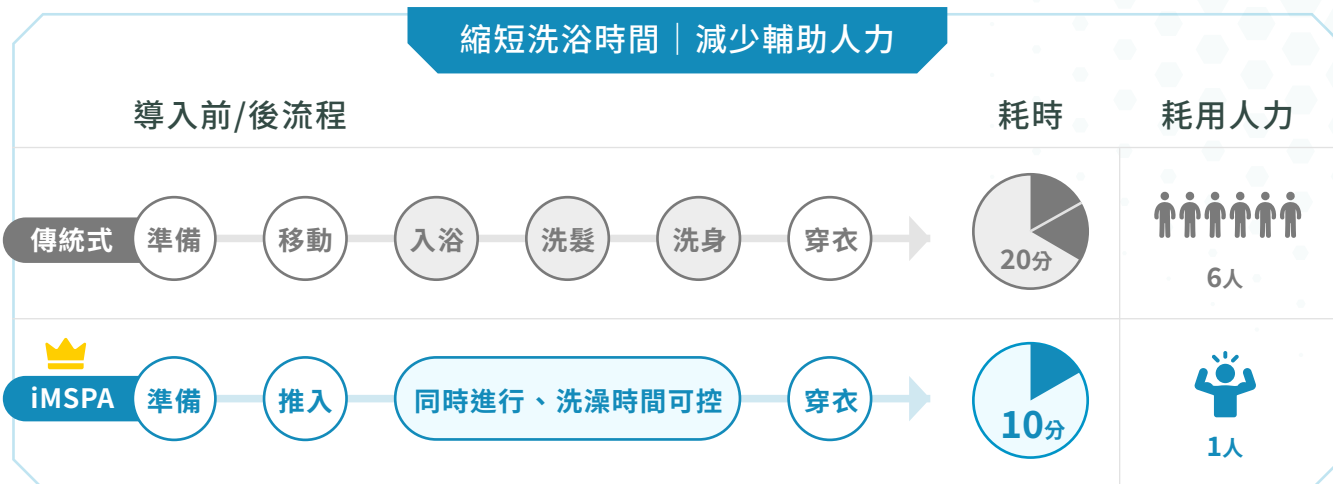 縮短洗浴時間｜減少輔助人力
導入前/後流程 耗時 耗用人力
傳統式 準備 移動 入浴 洗髮 洗身 穿衣 20分
6人
iMSPA 準備 推入 同時進行、洗澡時間可控 穿衣 10分
1人